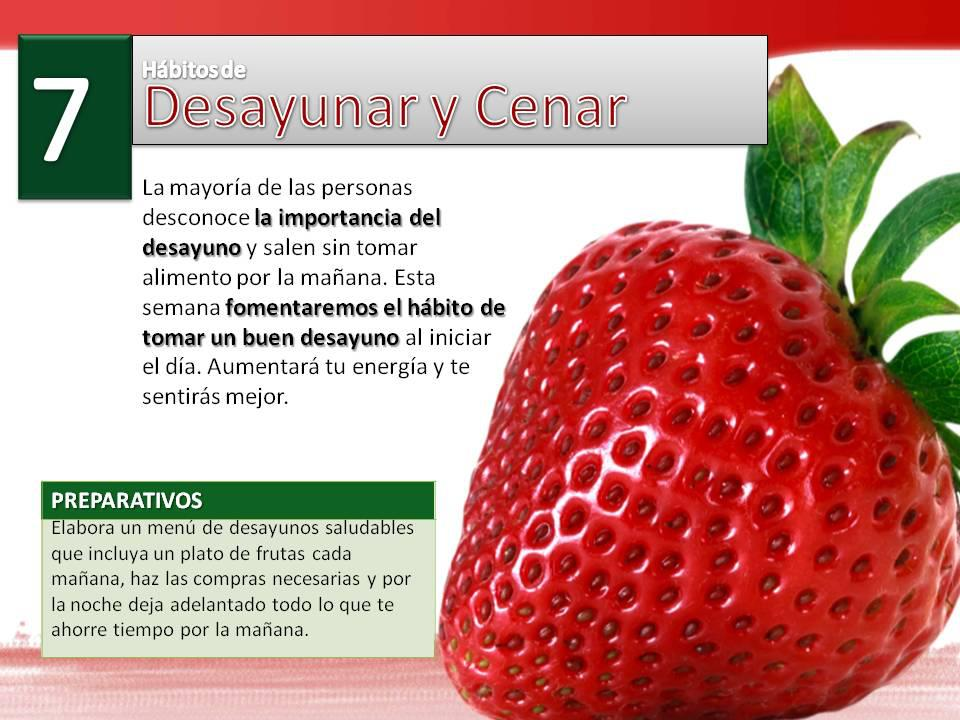 7
Hábitos de
Desayunar y Cenar
La mayoría de las personas
desconoce la importancia del
desayuno y salen sin tomar
alimento por la mañana. Esta
semana fomentaremos el hábito de
tomar un buen desayuno al iniciar
el día. Aumentará tu energía y te
sentirás mejor.
PREPARATIVOS
Elabora un menú de desayunos saludables
que incluya un plato de frutas cada
mañana, haz las compras necesarias y por
la noche deja adelantado todo lo que te
ahorre tiempo por la mañana.